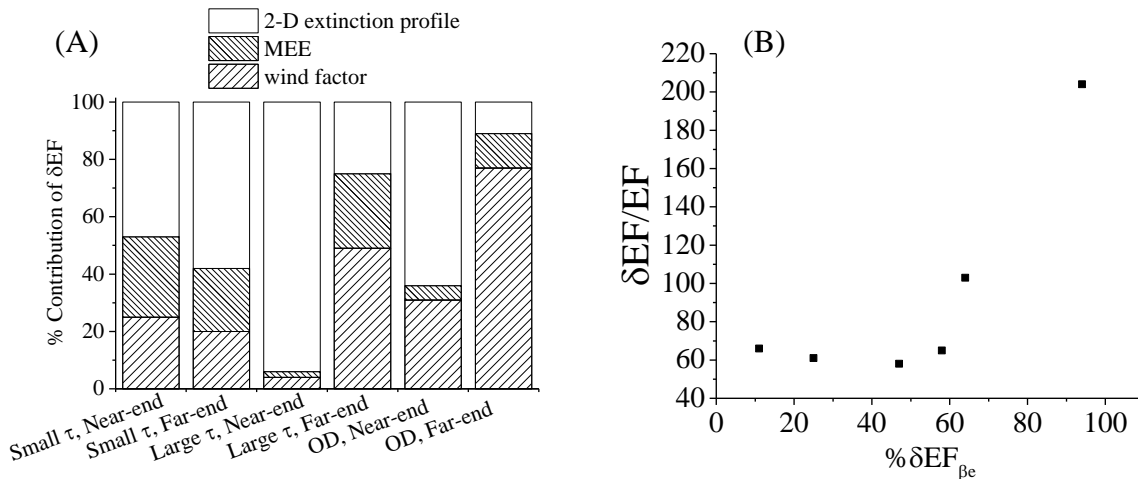 (A)
2-D extinction profile
MEE
wind factor
% Contribution of δEF
100
80
60
40
20
0
Small τ, Near-end
Small τ, Far-end
Large τ, Near-end
Large τ, Far-end
OD, Near-end
OD, Far-end
(B)
δEF/EF
220
200
180
160
140
120
100
80
60
40
0 20 40 60 80 100
%δEFβe